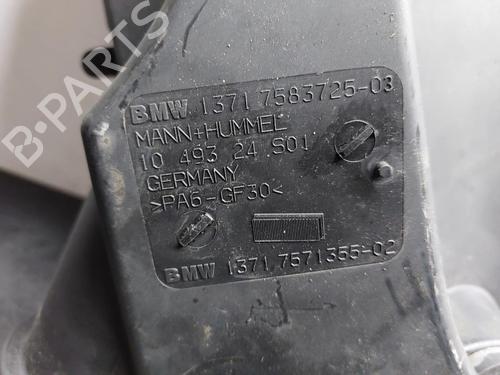 B-PARTS
BMW 1371 7583725-03
MANN+HUMMEL
10 493 24 S01
GERMANY
>PA6-GF30<
BMW 1371 7571355-02